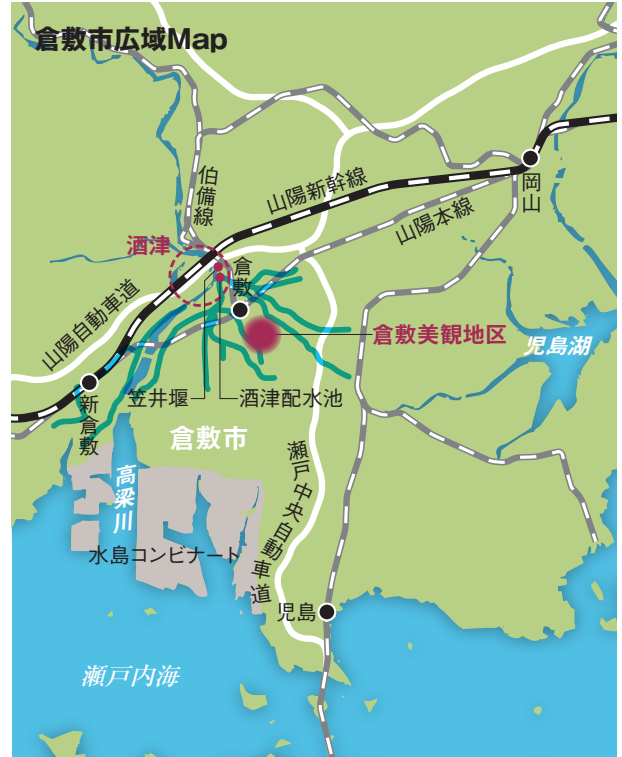 倉敷市広域Map
伯備線
山陽新幹線
岡山
山陽本線
酒津
倉敷
山陽自動車道
倉敷美観地区
児島湖
新倉敷
笠井堰
酒津配水池
倉敷市
高梁川
瀬戸中央自動車道
水島コンビナート
児島
瀬戸内海